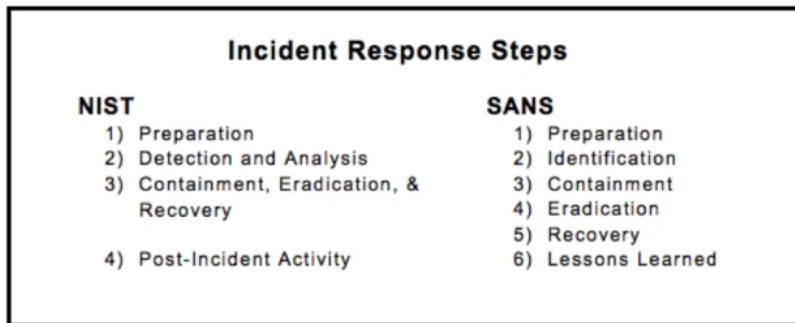 Incident Response Steps
NIST
1) Preparation
2) Detection and Analysis
3) Containment, Eradication, &
Recovery
4) Post-Incident Activity
SANS
1) Preparation
2) Identification
3) Containment
4) Eradication
5) Recovery
6) Lessons Learned